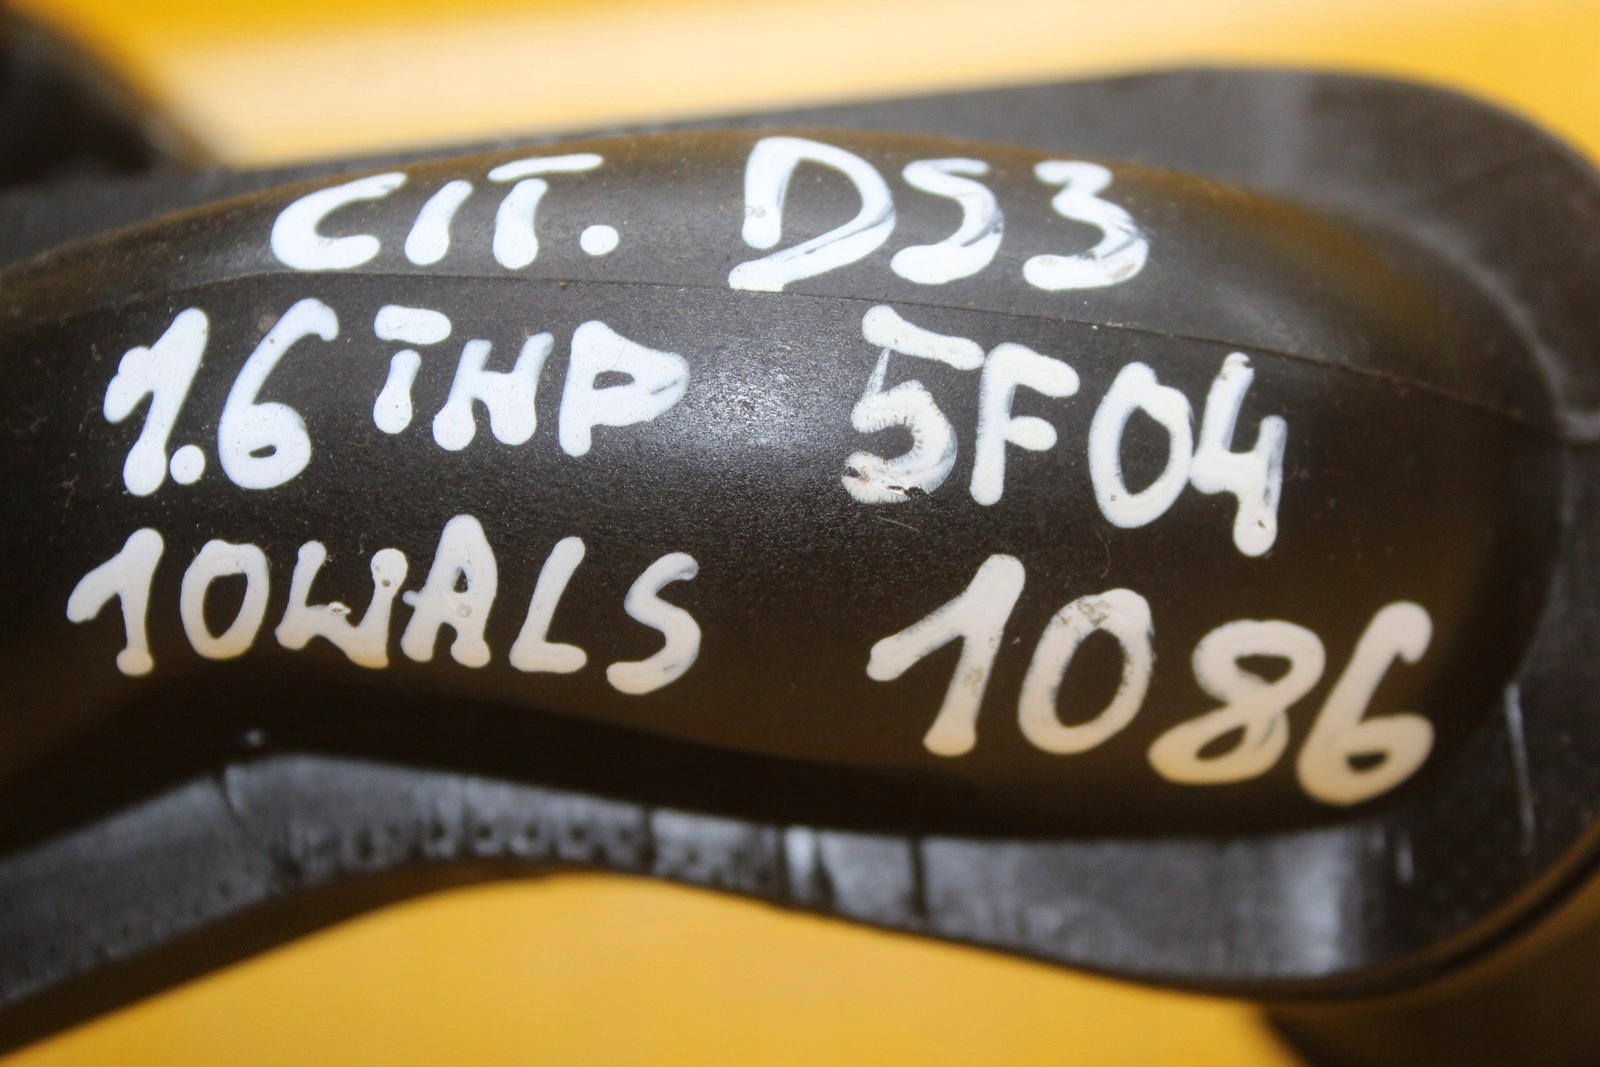 CIT. DS3
1.6 THP 5F04
10WALS 1086